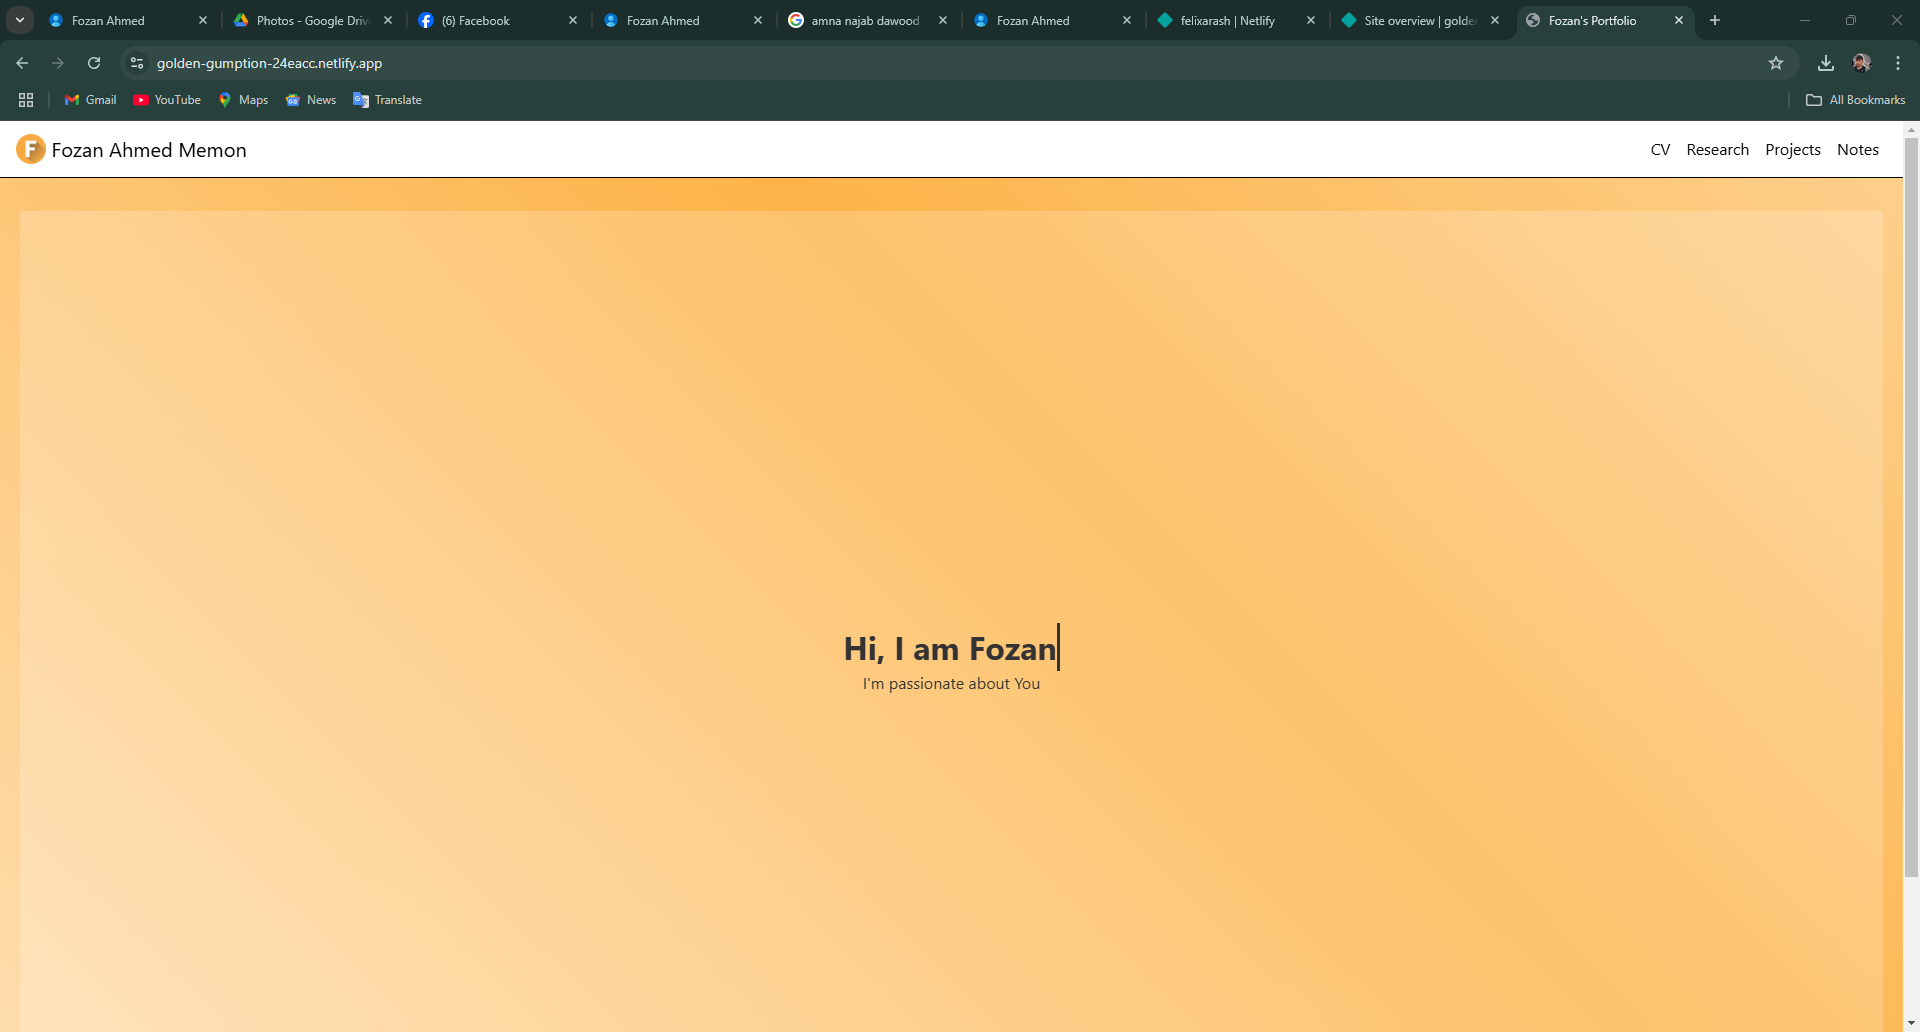 Fozan Ahmed
Photos - Google Driv
(6) Facebook
Fozan Ahmed
amna najab dawood
Fozan Ahmed
felixarash | Netlify
Site overview | golde
Fozan's Portfolio
golden-gumption-24eacc.netlify.app
Gmail
YouTube
Maps
News
Translate
All Bookmarks
F
Fozan Ahmed Memon
CV
Research
Projects
Notes
Hi, I am Fozan
I'm passionate about You